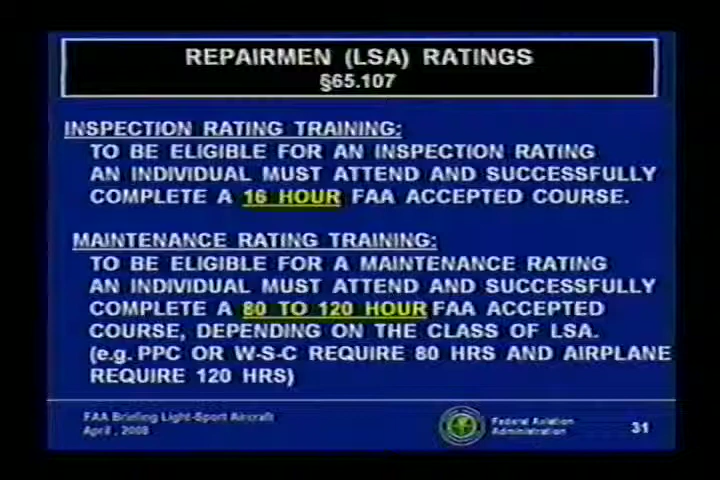 REPAIRMEN (LSA) RATINGS
§65.107
INSPECTION RATING TRAINING:
TO BE ELIGIBLE FOR AN INSPECTION RATING
AN INDIVIDUAL MUST ATTEND AND SUCCESSFULLY
COMPLETE A 16 HOUR FAA ACCEPTED COURSE.
MAINTENANCE RATING TRAINING:
TO BE ELIGIBLE FOR A MAINTENANCE RATING
AN INDIVIDUAL MUST ATTEND AND SUCCESSFULLY
COMPLETE A 80 TO 120 HOUR FAA ACCEPTED
COURSE, DEPENDING ON THE CLASS OF LSA.
(e.g. PPC OR W-S-C REQUIRE 80 HRS AND AIRPLANE
REQUIRE 120 HRS)
FAA Briefing Light-Sport Aircraft
April , 2008
Federal Aviation
Administration
31